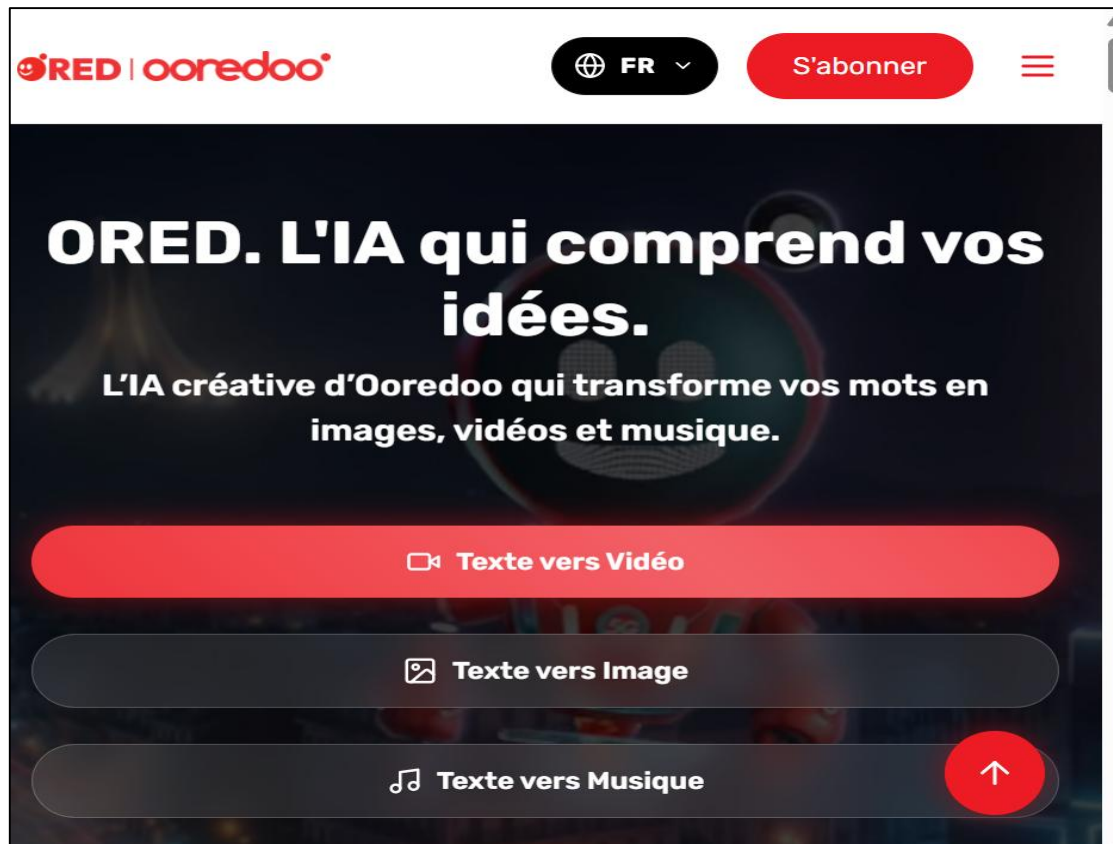 ORED | ooredoo
FR
S'abonner
ORED. L'IA qui comprend vos
idées.
L’IA créative d’Ooredoo qui transforme vos mots en
images, vidéos et musique.
Texte vers Vidéo
5G
Texte vers Image
Texte vers Musique